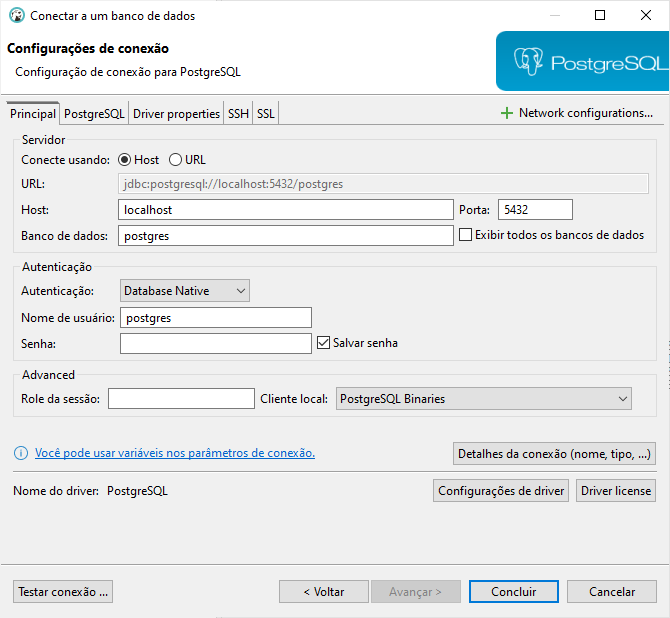 Conectar a um banco de dados
Configurações de conexão
Configuração de conexão para PostgreSQL
PostgreSQL
Principal PostgreSQL Driver properties SSH SSL Network configurations...
Servidor
Conecte usando: Host URL
URL: jdbc:postgresql://localhost:5432/postgres
Host: localhost Porta: 5432
Banco de dados: postgres Exibir todos os bancos de dados
Autenticação
Autenticação: Database Native
Nome de usuário: postgres
Senha: Salvar senha
Advanced
Role da sessão: Cliente local: PostgreSQL Binaries
Você pode usar variáveis nos parâmetros de conexão. Detalhes da conexão (nome, tipo, ...)
Nome do driver: PostgreSQL Configurações de driver Driver license
Testar conexão ... < Voltar Avançar > Concluir Cancelar